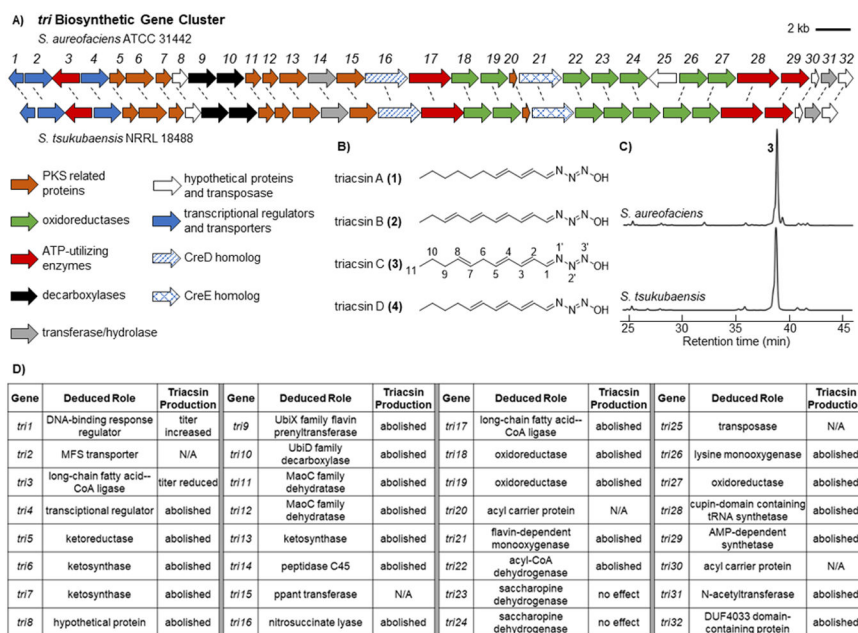 A) tri Biosynthetic Gene Cluster
2 kb
S. aureofaciens ATCC 31442
1 2 3 4 5 6 7 8 9 10 11 12 13 14 15 16 17 18 19 20 21 22 23 24 25 26 27 28 29 30 31 32
S. tsukubaensis NRRL 18488
PKS related proteins
hypothetical proteins and transposase
oxidoreductases
transcriptional regulators and transporters
ATP-utilizing enzymes
CreD homolog
decarboxylases
CreE homolog
transferase/hydrolase
B)
triacsin A (1)
N N N OH
triacsin B (2)
N N N OH
triacsin C (3)
11 10 9 8 7 6 5 4 3 2 1 1' 2' 3'
N N N OH
triacsin D (4)
N N N OH
C)
3
S. aureofaciens
S. tsukubaensis
25 30 35 40 45
Retention time (min)
D)
Gene Deduced Role Triacsin Production Gene Deduced Role Triacsin Production Gene Deduced Role Triacsin Production Gene Deduced Role Triacsin Production
tri1 DNA-binding response regulator titer increased tri9 UbiX family flavin prenyltransferase abolished tri17 long-chain fatty acid--CoA ligase abolished tri25 transposase N/A
tri2 MFS transporter N/A tri10 UbiD family decarboxylase abolished tri18 oxidoreductase abolished tri26 lysine monooxygenase abolished
tri3 long-chain fatty acid--CoA ligase titer reduced tri11 MaoC family dehydratase abolished tri19 oxidoreductase abolished tri27 oxidoreductase abolished
tri4 transciptional regulator abolished tri12 MaoC family dehydratase abolished tri20 acyl carrier protein N/A tri28 cupin-domain containing tRNA synthetase abolished
tri5 ketoreductase abolished tri13 ketosynthase abolished tri21 flavin-dependent monooxygenase abolished tri29 AMP-dependent synthetase abolished
tri6 ketosynthase abolished tri14 peptidase C45 abolished tri22 acyl-CoA dehydrogenase abolished tri30 acyl carrier protein N/A
tri7 ketosynthase abolished tri15 ppant transferase N/A tri23 saccharopine dehydrogenase no effect tri31 N-acetyltransferase abolished
tri8 hypothetical protein abolished tri16 nitrosuccinate lyase abolished tri24 saccharopine dehydrogenase no effect tri32 DUF4033 domain-containing protein abolished